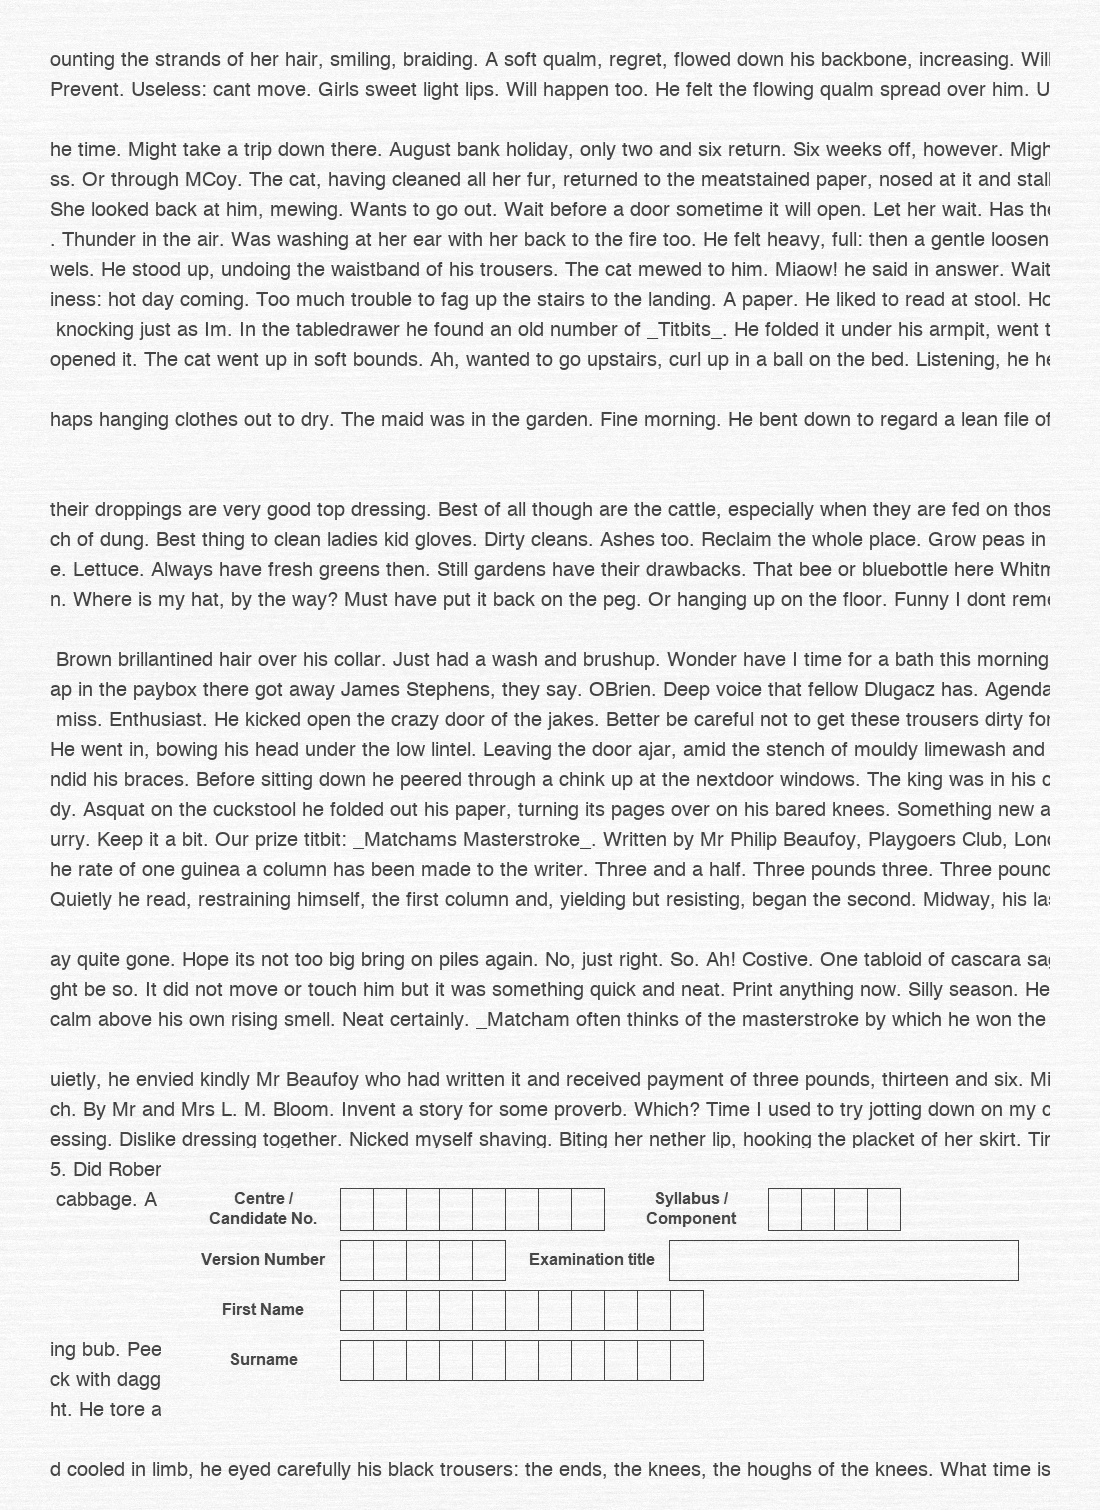 ounting the strands of her hair, smiling, braiding. A soft qualm, regret, flowed down his backbone, increasing. Will
Prevent. Useless: cant move. Girls sweet light lips. Will happen too. He felt the flowing qualm spread over him. U
he time. Might take a trip down there. August bank holiday, only two and six return. Six weeks off, however. Migh
ss. Or through MCoy. The cat, having cleaned all her fur, returned to the meatstained paper, nosed at it and stal
She looked back at him, mewing. Wants to go out. Wait before a door sometime it will open. Let her wait. Has the
. Thunder in the air. Was washing at her ear with her back to the fire too. He felt heavy, full: then a gentle loosen
wels. He stood up, undoing the waistband of his trousers. The cat mewed to him. Miaow! he said in answer. Wait
iness: hot day coming. Too much trouble to fag up the stairs to the landing. A paper. He liked to read at stool. Ho
knocking just as Im. In the tabledrawer he found an old number of _Titbits_. He folded it under his armpit, went t
opened it. The cat went up in soft bounds. Ah, wanted to go upstairs, curl up in a ball on the bed. Listening, he he
haps hanging clothes out to dry. The maid was in the garden. Fine morning. He bent down to regard a lean file of
their droppings are very good top dressing. Best of all though are the cattle, especially when they are fed on thos
ch of dung. Best thing to clean ladies kid gloves. Dirty cleans. Ashes too. Reclaim the whole place. Grow peas in
e. Lettuce. Always have fresh greens then. Still gardens have their drawbacks. That bee or bluebottle here Whitm
n. Where is my hat, by the way? Must have put it back on the peg. Or hanging up on the floor. Funny I dont reme
Brown brillantined hair over his collar. Just had a wash and brushup. Wonder have I time for a bath this morning
ap in the paybox there got away James Stephens, they say. OBrien. Deep voice that fellow Dlugacz has. Agenda
miss. Enthusiast. He kicked open the crazy door of the jakes. Better be careful not to get these trousers dirty for
He went in, bowing his head under the low lintel. Leaving the door ajar, amid the stench of mouldy limewash and
ndid his braces. Before sitting down he peered through a chink up at the nextdoor windows. The king was in his c
dy. Asquat on the cuckstool he folded out his paper, turning its pages over on his bared knees. Something new a
urry. Keep it a bit. Our prize titbit: _Matchams Masterstroke_. Written by Mr Philip Beaufoy, Playgoers Club, Lond
he rate of one guinea a column has been made to the writer. Three and a half. Three pounds three. Three pound
Quietly he read, restraining himself, the first column and, yielding but resisting, began the second. Midway, his las
ay quite gone. Hope its not too big bring on piles again. No, just right. So. Ah! Costive. One tabloid of cascara sag
ght be so. It did not move or touch him but it was something quick and neat. Print anything now. Silly season. He
calm above his own rising smell. Neat certainly. _Matcham often thinks of the masterstroke by which he won the
uietly, he envied kindly Mr Beaufoy who had written it and received payment of three pounds, thirteen and six. Mi
ch. By Mr and Mrs L. M. Bloom. Invent a story for some proverb. Which? Time I used to try jotting down on my c
essing. Dislike dressing together. Nicked myself shaving. Biting her nether lip, hooking the placket of her skirt. Tim
5. Did Rober
cabbage. A
Centre /
Candidate No.
Syllabus /
Component
Version Number
Examination title
First Name
Surname
ing bub. Pee
ck with dagg
ht. He tore a
d cooled in limb, he eyed carefully his black trousers: the ends, the knees, the houghs of the knees. What time is